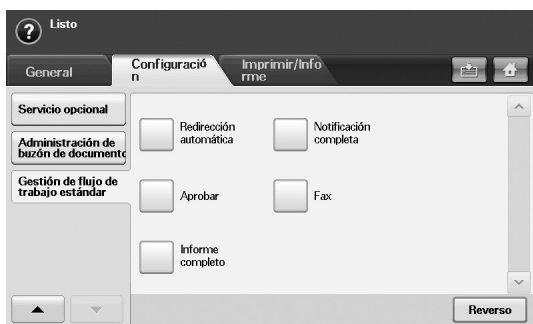 Listo
General
Configuració
n
Imprimir/Info
rme
Servicio opcional
Administración de
buzón de documento
Gestión de flujo de
trabajo estándar
Redirección
automática
Notificación
completa
Aprobar
Fax
Informe
completo
Reverso